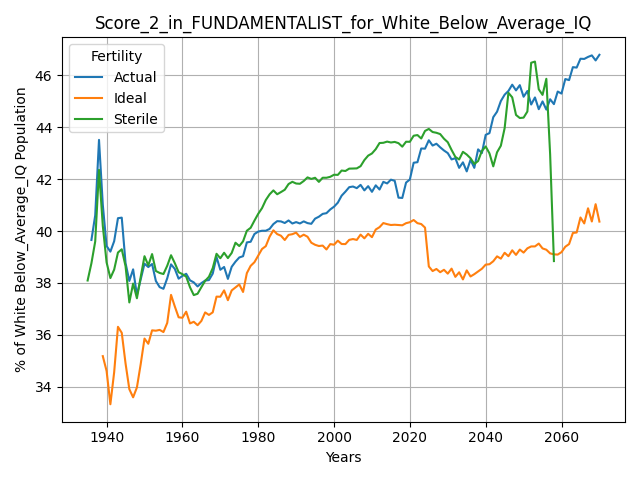 Score_2_in_FUNDAMENTALIST_for_White_Below_Average_IQ
Fertility
Actual
Ideal
Sterile
% of White Below_Average_IQ Population
46
44
42
40
38
36
34
1940
1960
1980
2000
2020
2040
2060
Years